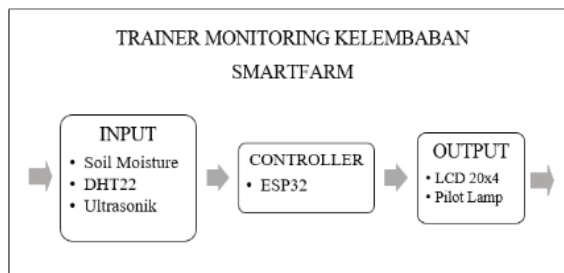 TRAINER MONITORING KELEMBABAN
SMARTFARM
INPUT
• Soil Moisture
• DHT22
• Ultrasonik
CONTROLLER
• ESP32
OUTPUT
• LCD 20x4
• Pilot Lamp